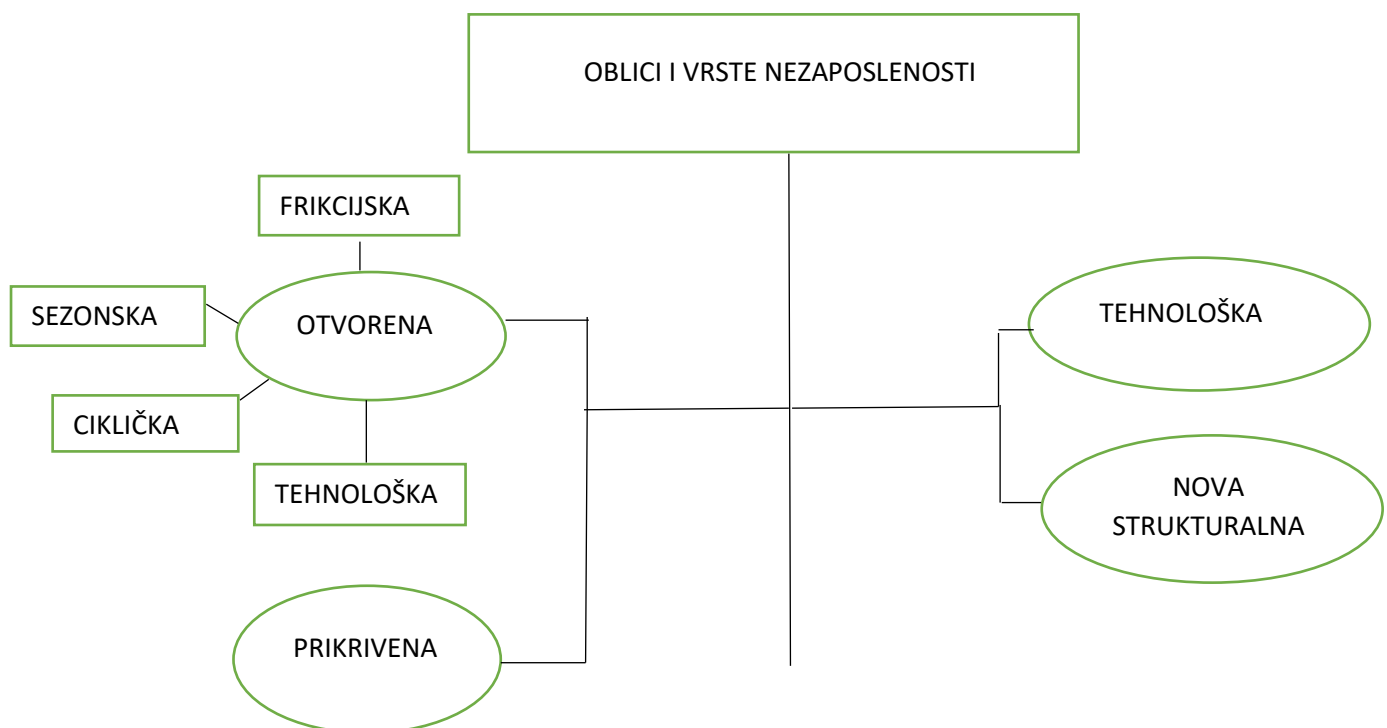 OBLICI I VRSTE NEZAPOSLENOSTI
FRIKCIJSKA
SEZONSKA
OTVORENA
CIKLIČKA
TEHNOLOŠKA
PRIKRIVENA
TEHNOLOŠKA
NOVA
STRUKTURALNA